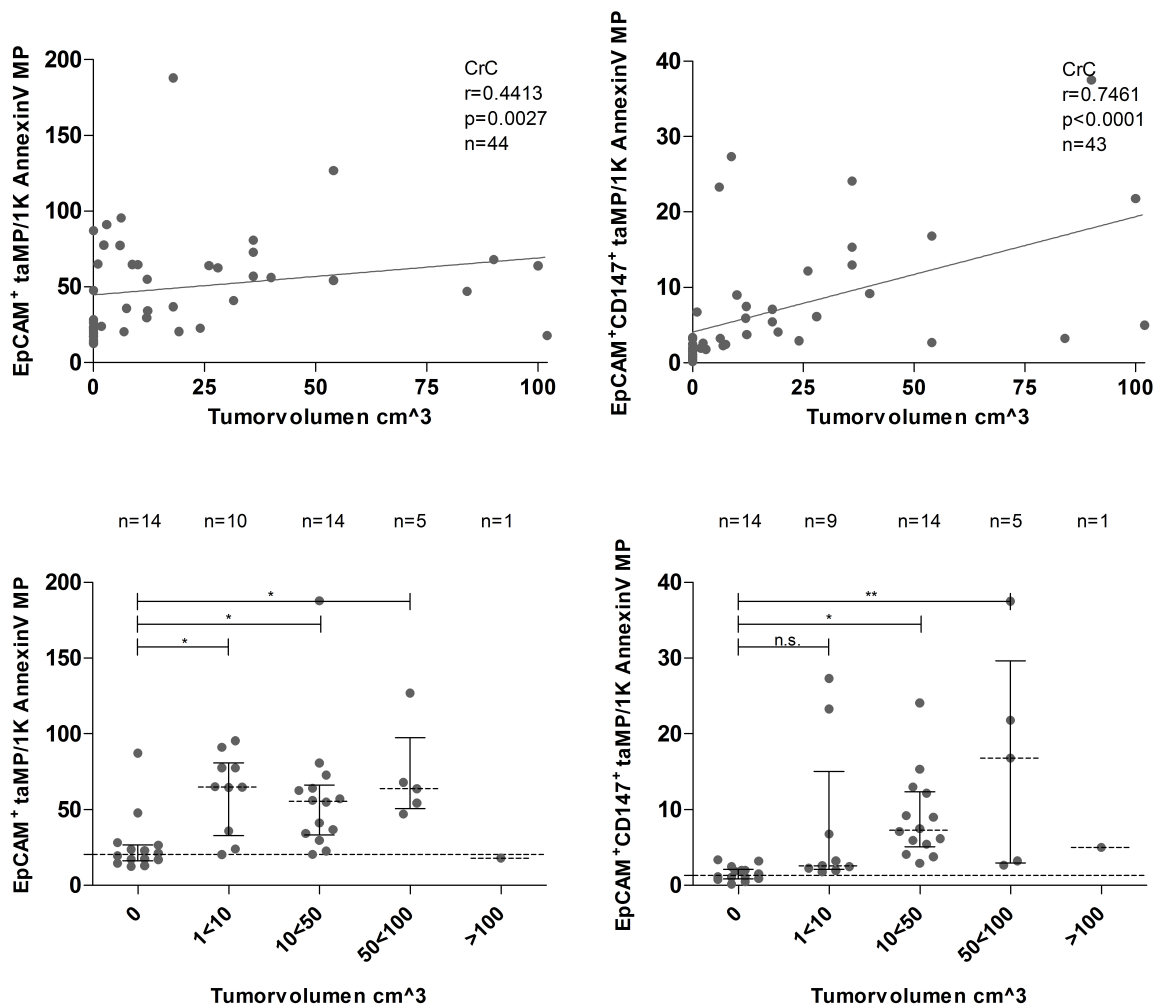 EpCAM⁺ taMP/1K AnnexinV MP
200
150
100
50
0
0
25
50
75
100
Tumorvolumen cm^3
CrC
r=0.4413
p=0.0027
n=44
EpCAM⁺CD147⁺ taMP/1K AnnexinV MP
40
30
20
10
0
0
25
50
75
100
Tumorvolumen cm^3
CrC
r=0.7461
p<0.0001
n=43
n=14 n=10 n=14 n=5 n=1
EpCAM⁺ taMP/1K AnnexinV MP
200
150
100
50
0
*
*
*
0
1<10
10<50
50<100
>100
Tumorvolumen cm^3
n=14 n=9 n=14 n=5 n=1
EpCAM⁺CD147⁺ taMP/1K AnnexinV MP
40
30
20
10
0
**
*
n.s.
0
1<10
10<50
50<100
>100
Tumorvolumen cm^3